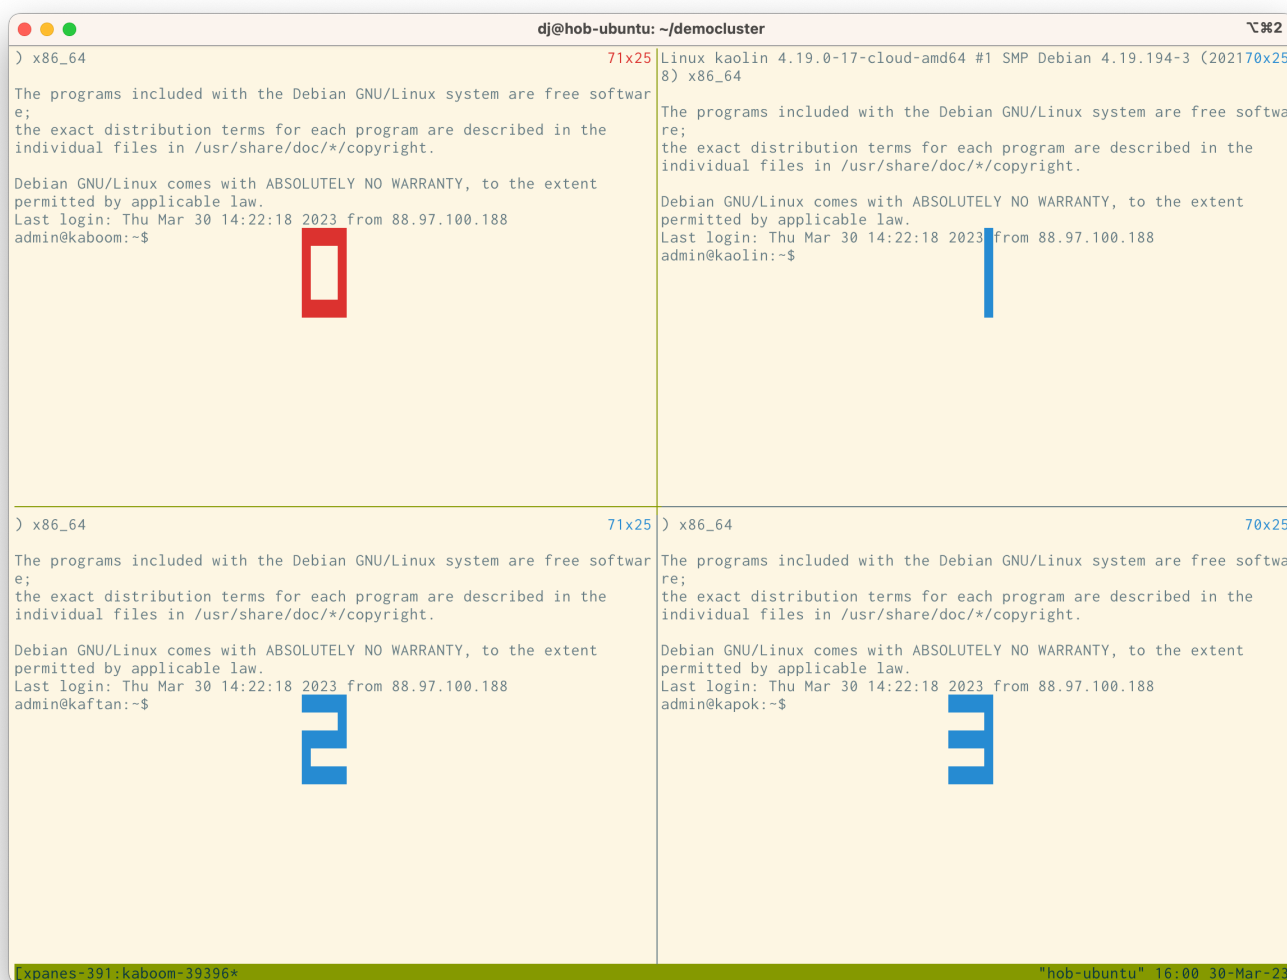 dj@hob-ubuntu: ~/democluster
⌥⌘2
) x86_64 71x25
The programs included with the Debian GNU/Linux system are free softwar
e;
the exact distribution terms for each program are described in the
individual files in /usr/share/doc/*/copyright.
Debian GNU/Linux comes with ABSOLUTELY NO WARRANTY, to the extent
permitted by applicable law.
Last login: Thu Mar 30 14:22:18 2023 from 88.97.100.188
admin@kaboom:~$
0
Linux kaolin 4.19.0-17-cloud-amd64 #1 SMP Debian 4.19.194-3 (202170x25
8) x86_64
The programs included with the Debian GNU/Linux system are free softwa
re;
the exact distribution terms for each program are described in the
individual files in /usr/share/doc/*/copyright.
Debian GNU/Linux comes with ABSOLUTELY NO WARRANTY, to the extent
permitted by applicable law.
Last login: Thu Mar 30 14:22:18 2023 from 88.97.100.188
admin@kaolin:~$
1
) x86_64 71x25
The programs included with the Debian GNU/Linux system are free softwar
e;
the exact distribution terms for each program are described in the
individual files in /usr/share/doc/*/copyright.
Debian GNU/Linux comes with ABSOLUTELY NO WARRANTY, to the extent
permitted by applicable law.
Last login: Thu Mar 30 14:22:18 2023 from 88.97.100.188
admin@kaftan:~$
2
) x86_64 70x25
The programs included with the Debian GNU/Linux system are free softwa
re;
the exact distribution terms for each program are described in the
individual files in /usr/share/doc/*/copyright.
Debian GNU/Linux comes with ABSOLUTELY NO WARRANTY, to the extent
permitted by applicable law.
Last login: Thu Mar 30 14:22:18 2023 from 88.97.100.188
admin@kapok:~$
3
[xpanes-391:kaboom-39396* "hob-ubuntu" 16:00 30-Mar-23